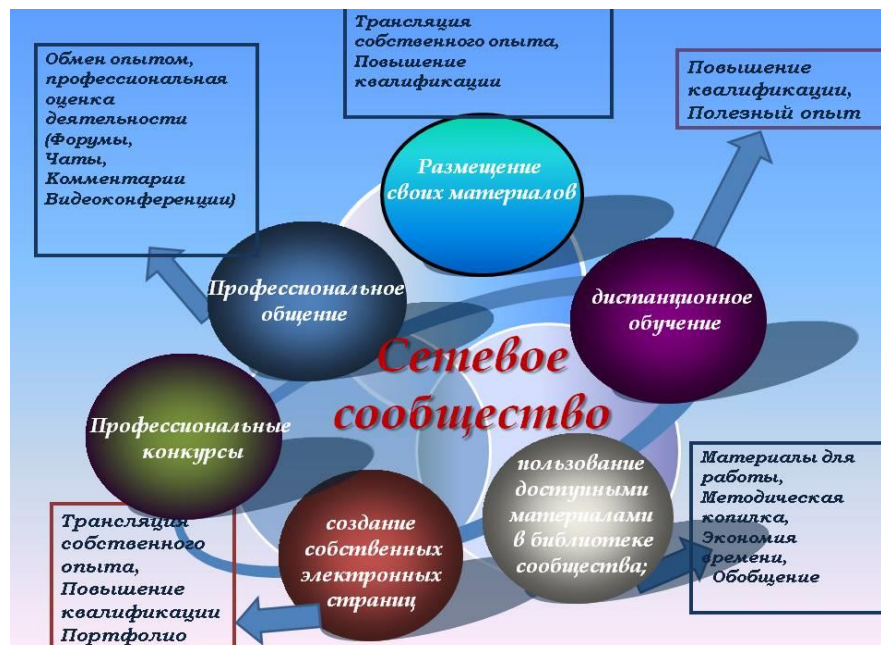 Трансляция
собственного опыта,
Повышение
квалификации
Обмен опытом,
профессиональная
оценка
деятельности
(Форумы,
Чаты,
Комментарии
Видеоконференции)
Повышение
квалификации,
Полезный опыт
Размещение
своих материалов
Профессиональное
общение
дистанционное
обучение
Сетевое
сообщество
Профессиональные
конкурсы
пользование
доступными
материалами
в библиотеке
сообщества;
создание
собственных
электронных
страниц
Материалы для
работы,
Методическая
копилка,
Экономия
времени,
Обобщение
Трансляция
собственного
опыта,
Повышение
квалификации
Портфолио